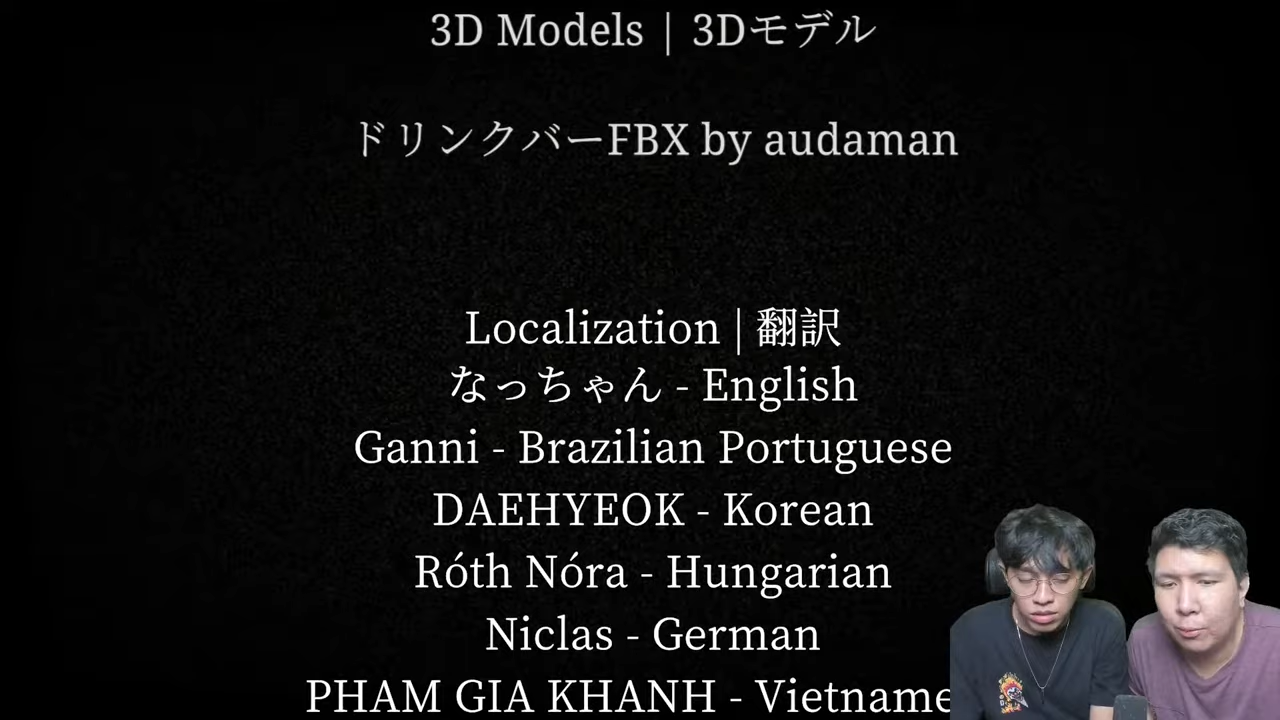 3D Models | 3Dモデル
ドリンクバーFBX by audaman
Localization | 翻訳
なっちゃん - English
Ganni - Brazilian Portuguese
DAEHYEOK - Korean
Róth Nóra - Hungarian
Niclas - German
PHAM GIA KHANH - Vietname